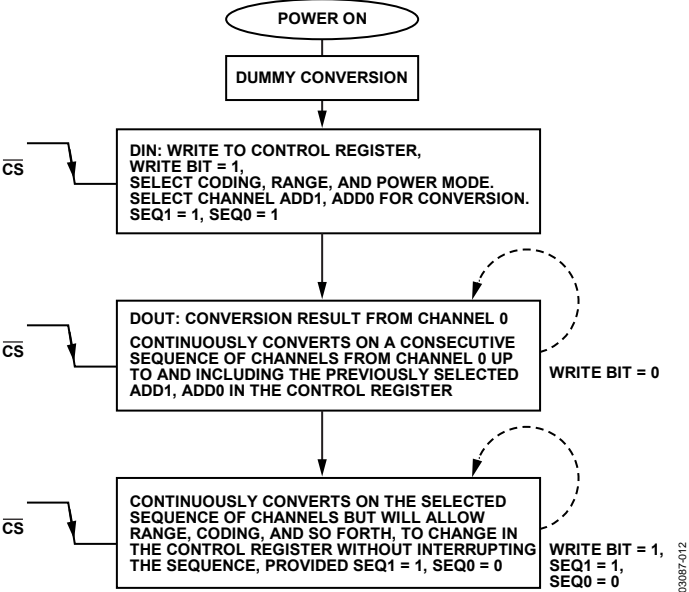 POWER ON
DUMMY CONVERSION
CS
DIN: WRITE TO CONTROL REGISTER,
WRITE BIT = 1,
SELECT CODING, RANGE, AND POWER MODE.
SELECT CHANNEL ADD1, ADD0 FOR CONVERSION.
SEQ1 = 1, SEQ0 = 1
CS
DOUT: CONVERSION RESULT FROM CHANNEL 0
CONTINUOUSLY CONVERTS ON A CONSECUTIVE
SEQUENCE OF CHANNELS FROM CHANNEL 0 UP
TO AND INCLUDING THE PREVIOUSLY SELECTED
ADD1, ADD0 IN THE CONTROL REGISTER
WRITE BIT = 0
CS
CONTINUOUSLY CONVERTS ON THE SELECTED
SEQUENCE OF CHANNELS BUT WILL ALLOW
RANGE, CODING, AND SO FORTH, TO CHANGE IN
THE CONTROL REGISTER WITHOUT INTERRUPTING
THE SEQUENCE, PROVIDED SEQ1 = 1, SEQ0 = 0
WRITE BIT = 1,
SEQ1 = 1,
SEQ0 = 0
03087-012